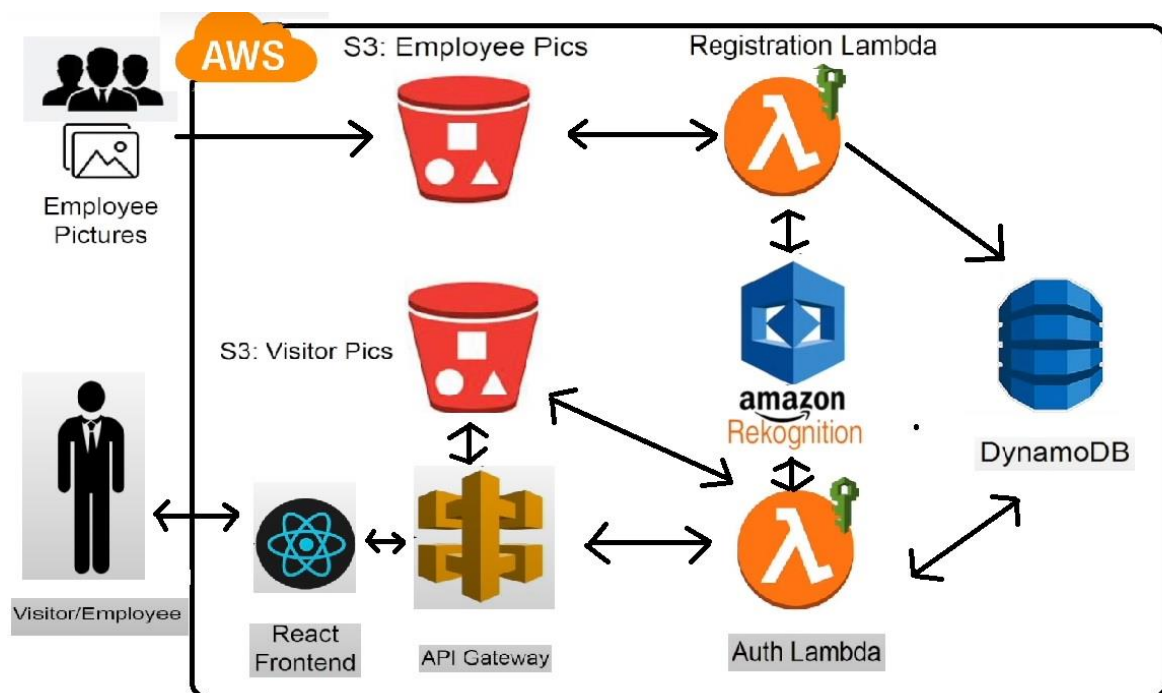 AWS
S3: Employee Pics
Registration Lambda
Employee
Pictures
S3: Visitor Pics
amazon
Rekognition
DynamoDB
Visitor/Employee
React
Frontend
API Gateway
Auth Lambda